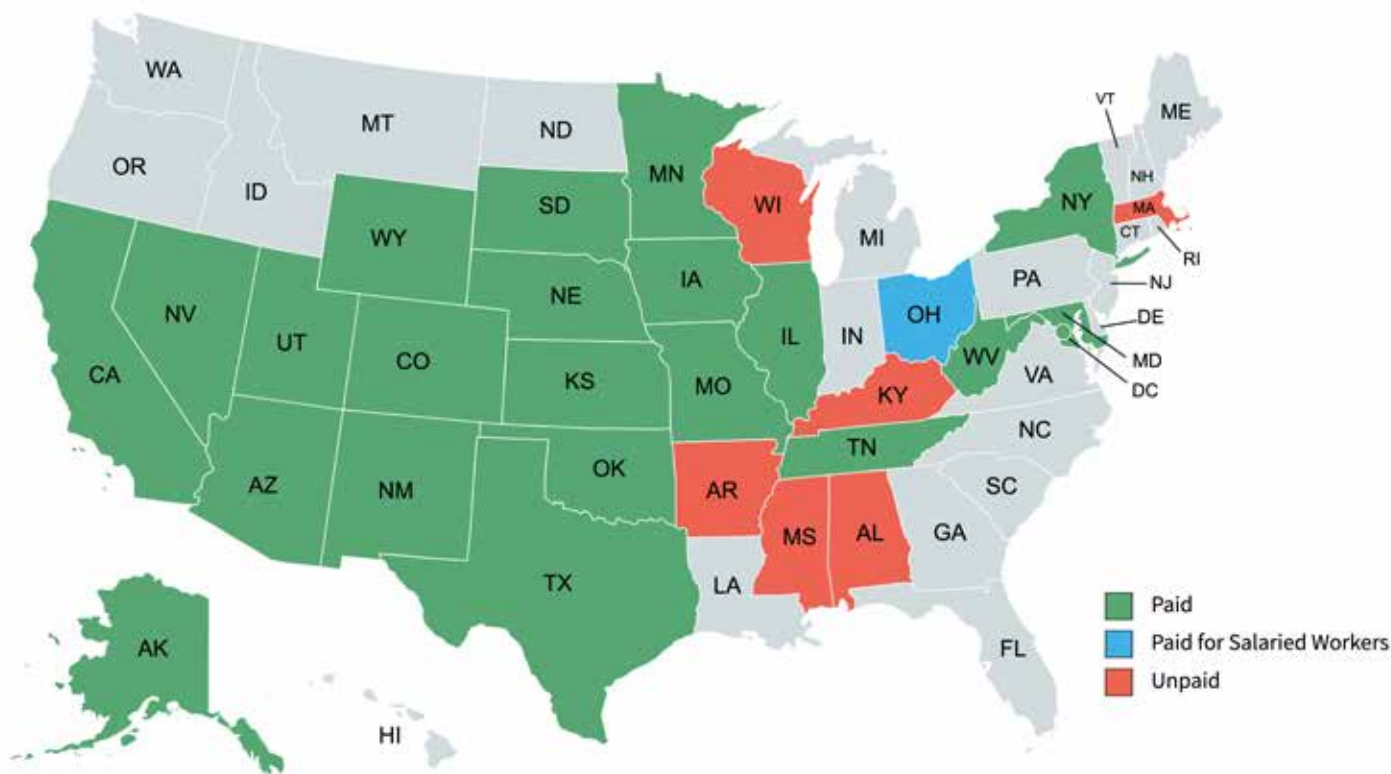 WA
MT
ND
MN
OR
ID
WY
SD
WI
MI
NY
VT
NH
ME
MA
CT
RI
NV
UT
CO
NE
IA
IL
IN
OH
PA
NJ
DE
MD
DC
CA
KS
MO
KY
WV
VA
AZ
NM
OK
AR
TN
NC
SC
TX
LA
MS
AL
GA
FL
AK
HI
Paid
Paid for Salaried Workers
Unpaid